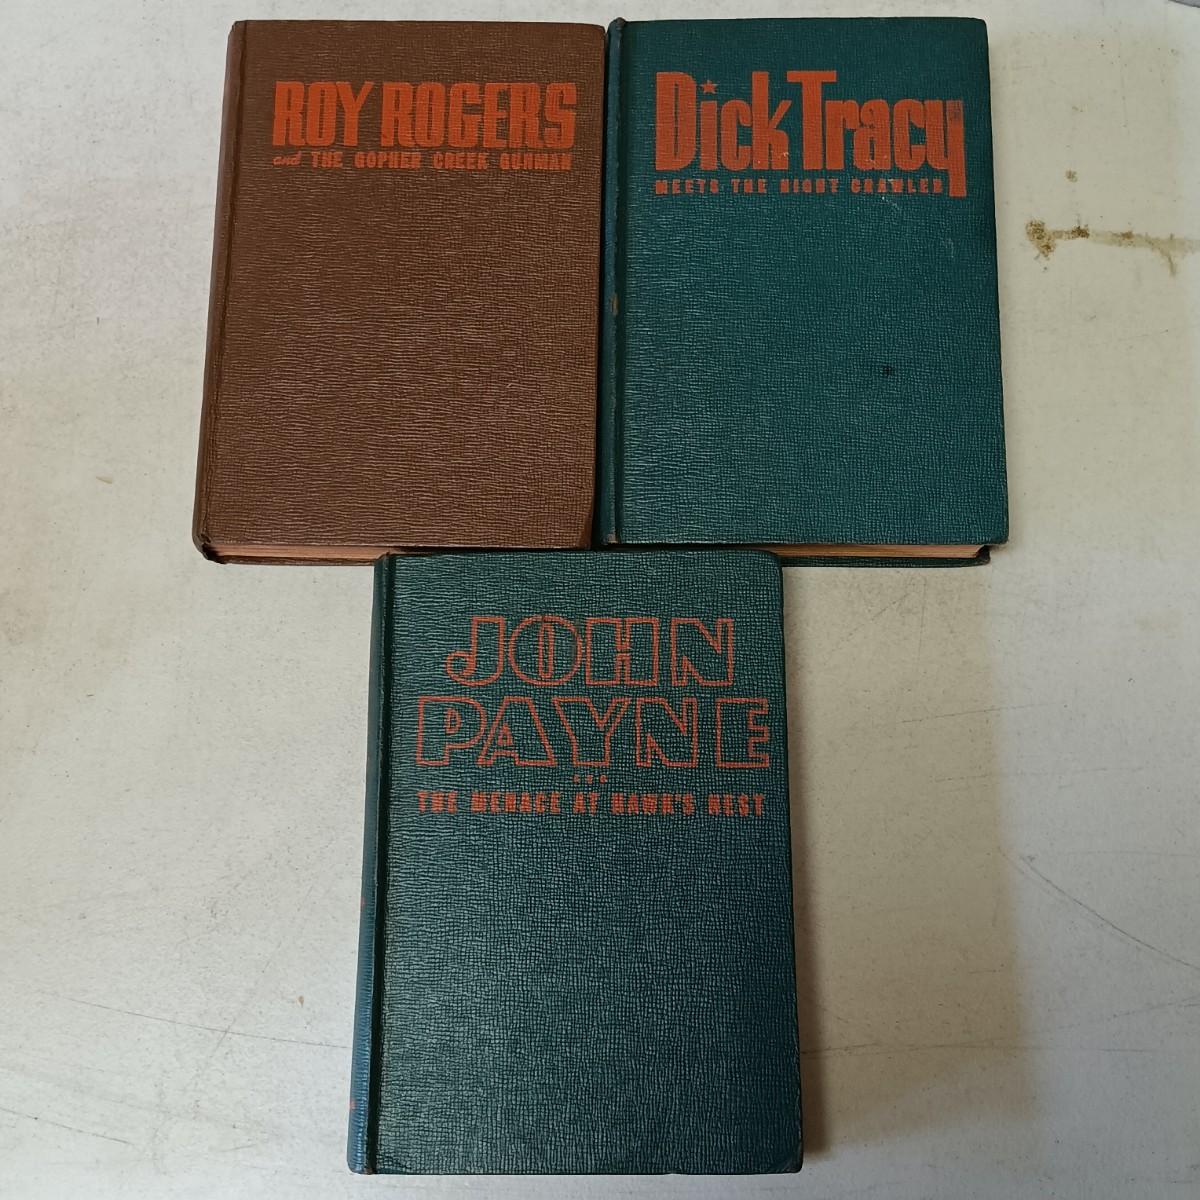 ROY ROGERS
and THE GOPHER CREEK GUNMAN
Dick Tracy
MEETS THE NIGHT CRAWLER
JOHN
PAYNE
AND
THE MENACE AT HAWK'S NEST